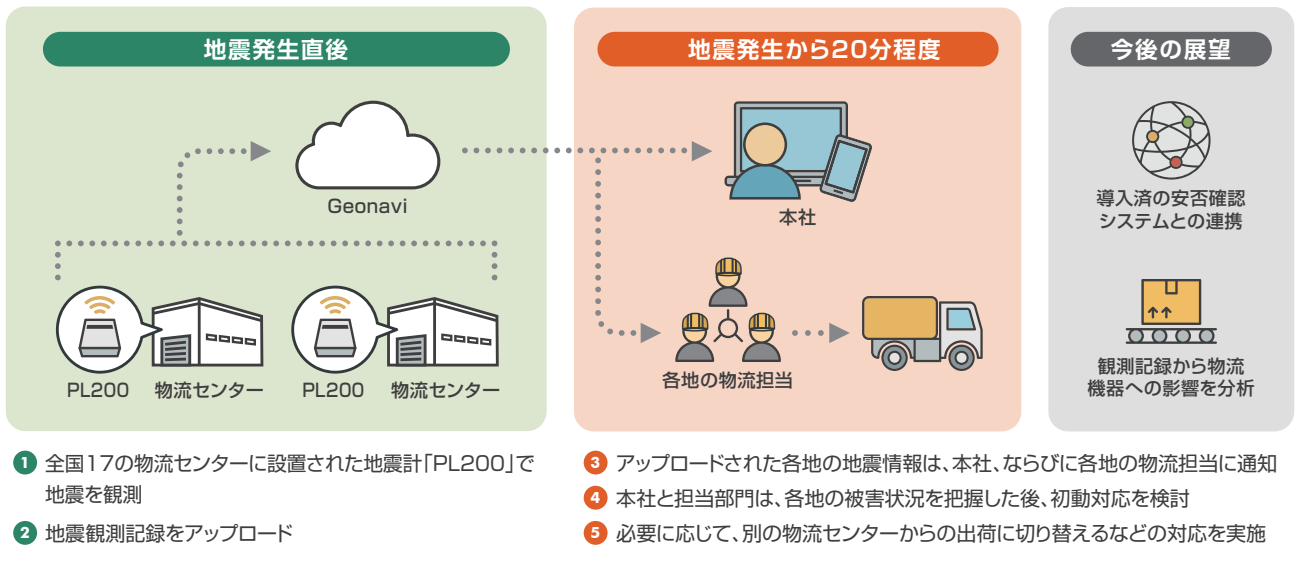 地震発生直後
Geonavi
PL200
物流センター
PL200
物流センター
地震発生から20分程度
本社
各地の物流担当
今後の展望
導入済の安否確認
システムとの連携
観測記録から物流
機器への影響を分析
1 全国17の物流センターに設置された地震計「PL200」で
地震を観測
2 地震観測記録をアップロード
3 アップロードされた各地の地震情報は、本社、ならびに各地の物流担当に通知
4 本社と担当部門は、各地の被害状況を把握した後、初動対応を検討
5 必要に応じて、別の物流センターからの出荷に切り替えるなどの対応を実施